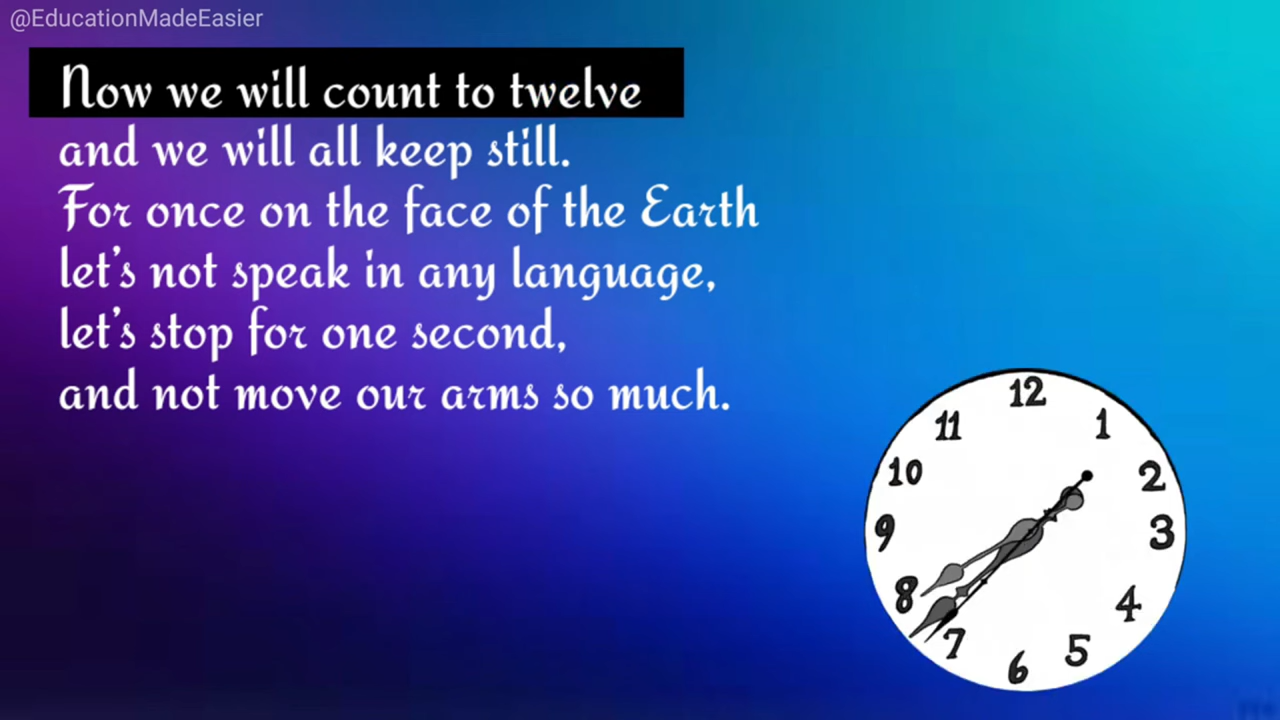 @EducationMadeEasier
Now we will count to twelve
and we will all keep still.
For once on the face of the Earth
let's not speak in any language,
let's stop for one second,
and not move our arms so much.
12
11
1
10
2
9
3
8
4
7
5
6